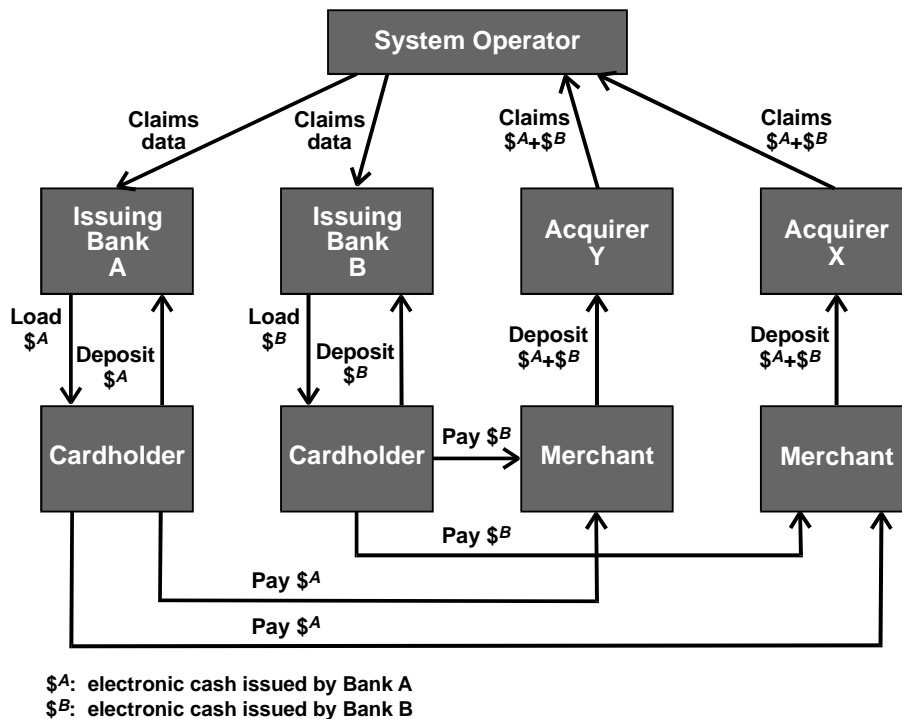 System Operator
Claims
data
Claims
data
Claims
$A+$B
Claims
$A+$B
Issuing
Bank
A
Issuing
Bank
B
Acquirer
Y
Acquirer
X
Load
$A
Deposit
$A
Load
$B
Deposit
$B
Deposit
$A+$B
Deposit
$A+$B
Cardholder
Cardholder
Pay $B
Merchant
Merchant
Pay $B
Pay $A
Pay $A
$A: electronic cash issued by Bank A
$B: electronic cash issued by Bank B